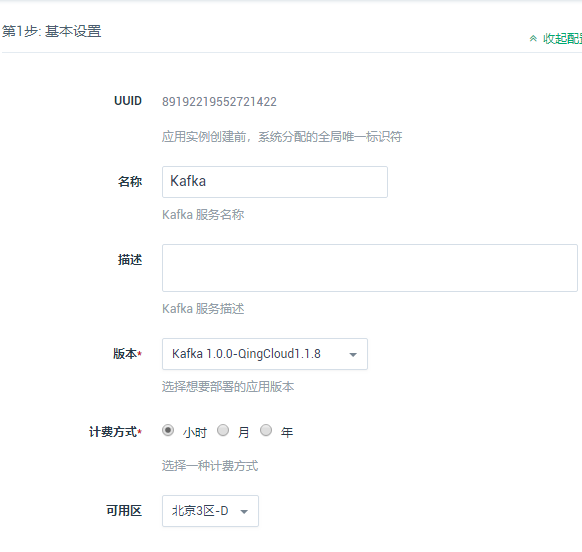 第1步: 基本设置
收起配
UUID 89192219552721422
应用实例创建前，系统分配的全局唯一标识符
名称 Kafka
Kafka 服务名称
描述
Kafka 服务描述
版本* Kafka 1.0.0-QingCloud1.1.8
选择想要部署的应用版本
计费方式* 小时 月 年
选择一种计费方式
可用区 北京3区-D